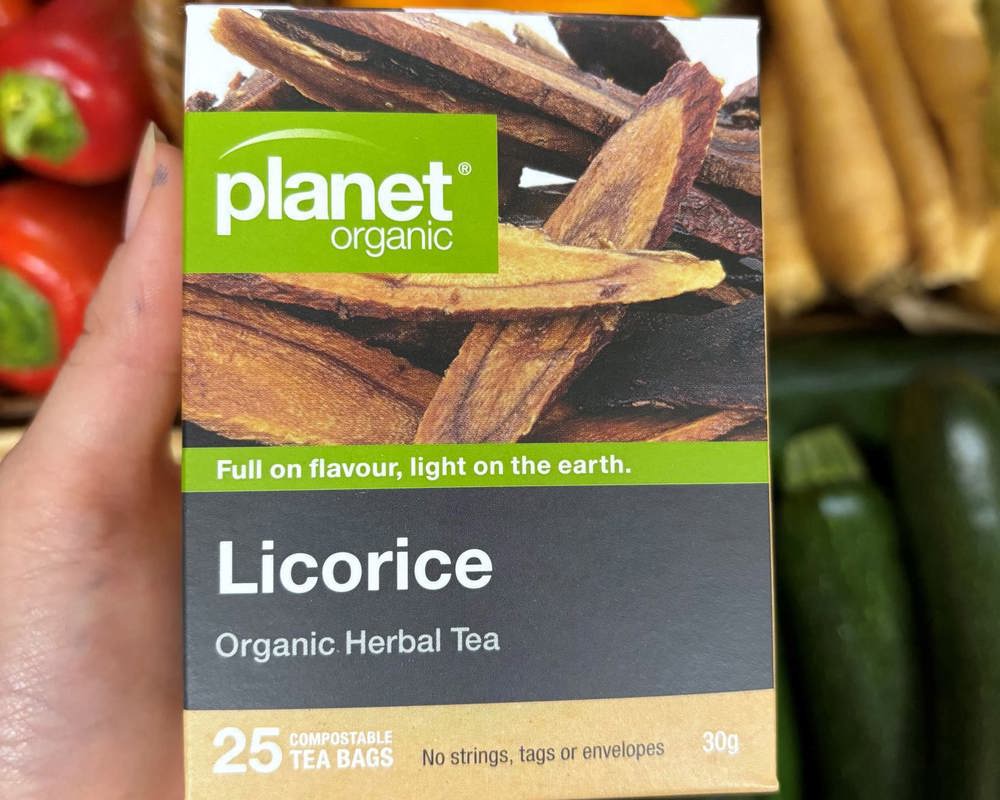 planet®
organic
Full on flavour, light on the earth.
Licorice
Organic Herbal Tea
25 COMPOSTABLE
TEA BAGS
No strings, tags or envelopes
30g